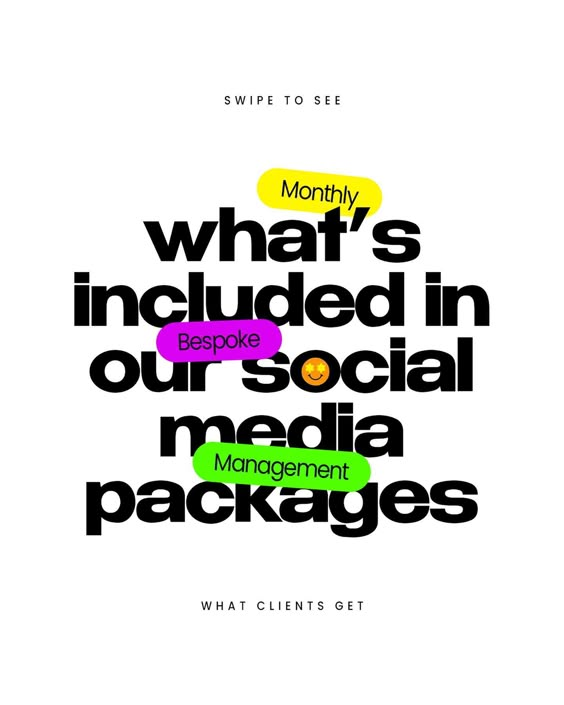 SWIPE TO SEE
Monthly
what's
included in
Bespoke
our social
media
Management
packages
WHAT CLIENTS GET